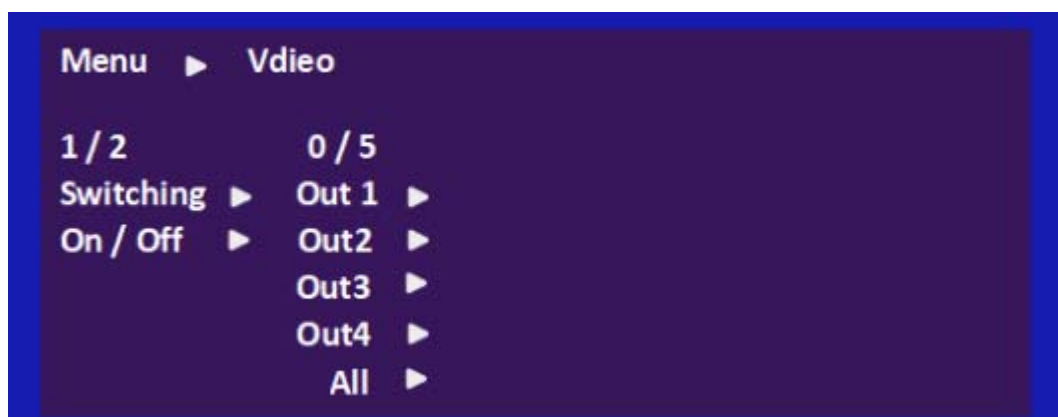 Menu ▶ Vdieo
1 / 2 0 / 5
Switching ▶ Out 1 ▶
On / Off ▶ Out2 ▶
Out3 ▶
Out4 ▶
All ▶